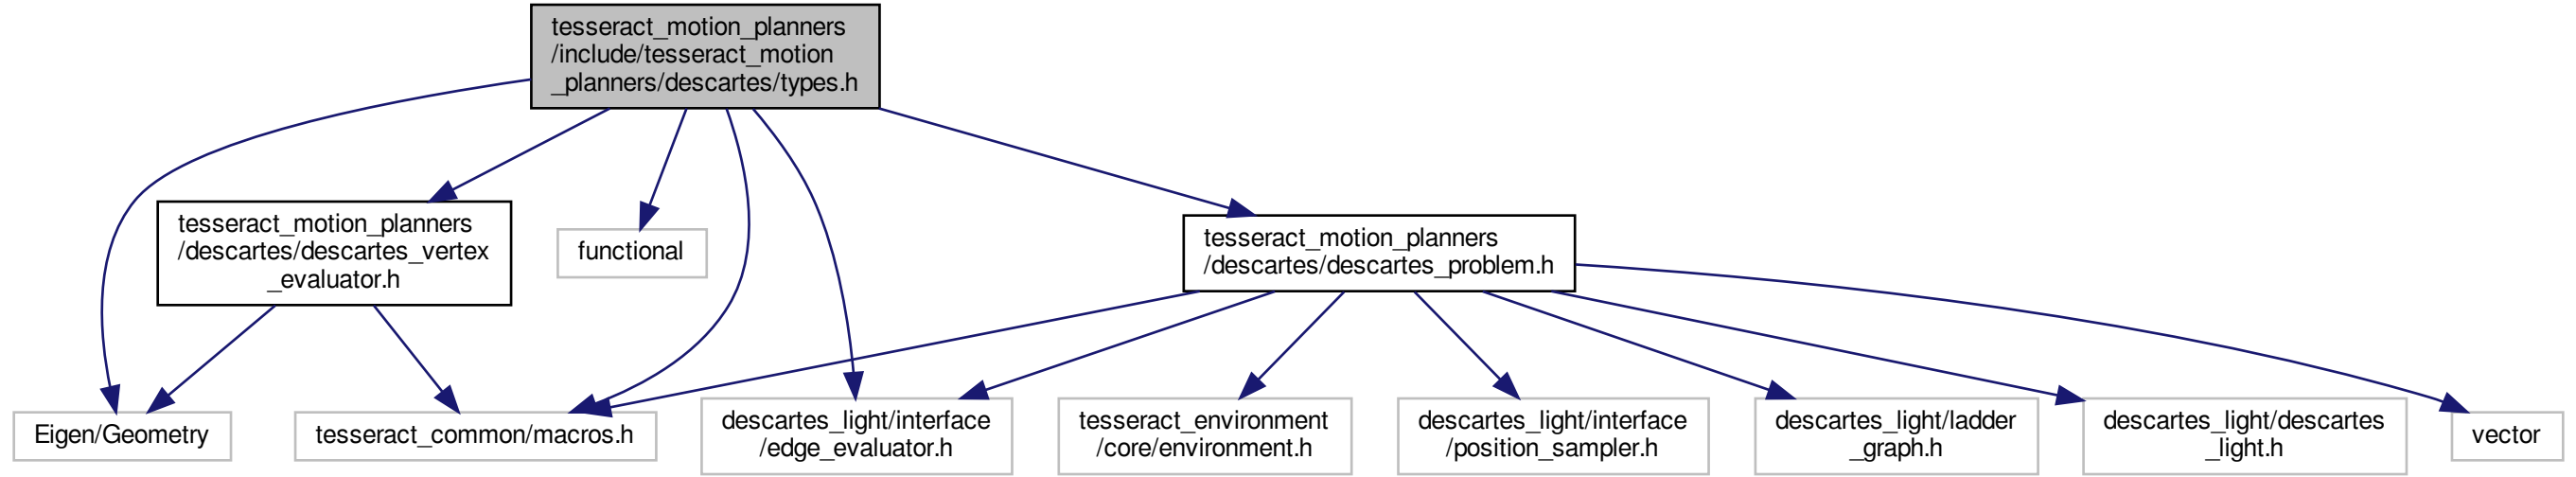 tesseract_motion_planners
/include/tesseract_motion
_planners/descartes/types.h
tesseract_motion_planners
/descartes/descartes_vertex
_evaluator.h
functional
tesseract_motion_planners
/descartes/descartes_problem.h
Eigen/Geometry
tesseract_common/macros.h
descartes_light/interface
/edge_evaluator.h
tesseract_environment
/core/environment.h
descartes_light/interface
/position_sampler.h
descartes_light/ladder
_graph.h
descartes_light/descartes
_light.h
vector